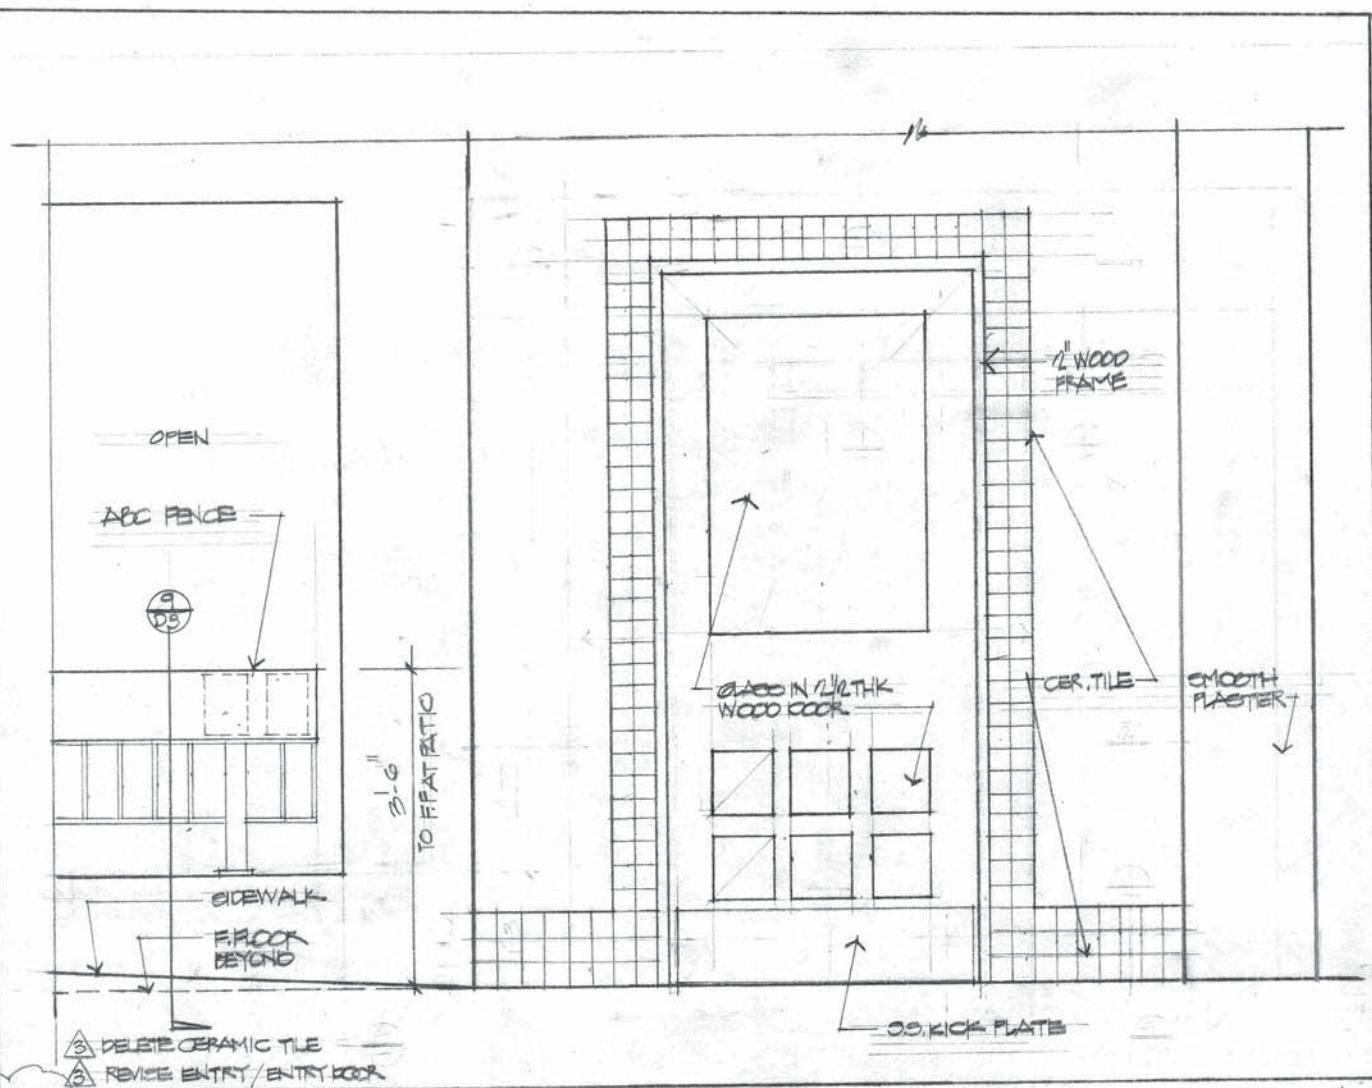 2" WOOD
FRAME
OPEN
ABC FENCE
9
D3
GLASS IN 2 1/2 THK
WOOD DOOR
CER. TILE
SMOOTH
PLASTER
3'-6"
TO F.F. AT PATIO
SIDEWALK
F. FLOOR
BEYOND
S.S. KICK PLATE
3 DELETE CERAMIC TILE
3 REVISE ENTRY / ENTRY DOOR